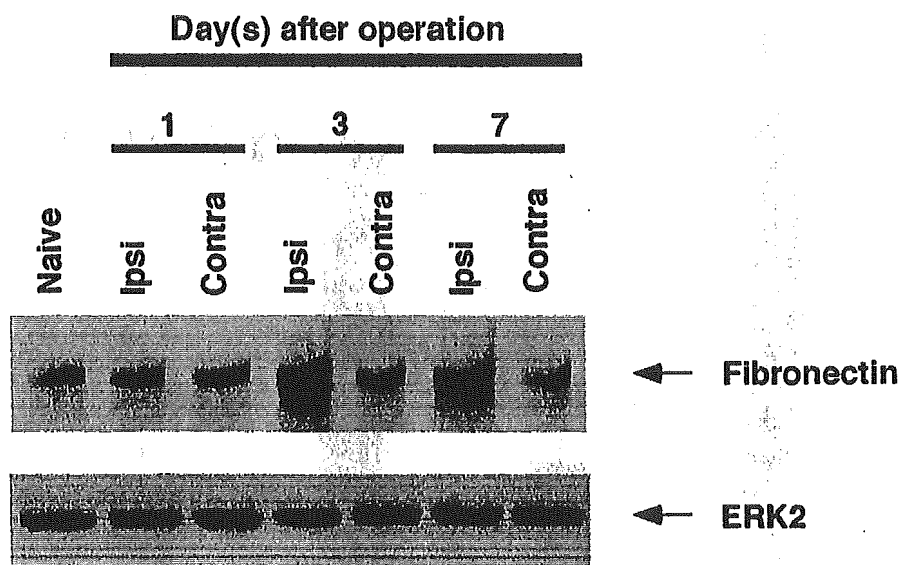 Day(s) after operation
1 3 7
Naive Ipsi Contra Ipsi Contra Ipsi Contra
Fibronectin
ERK2